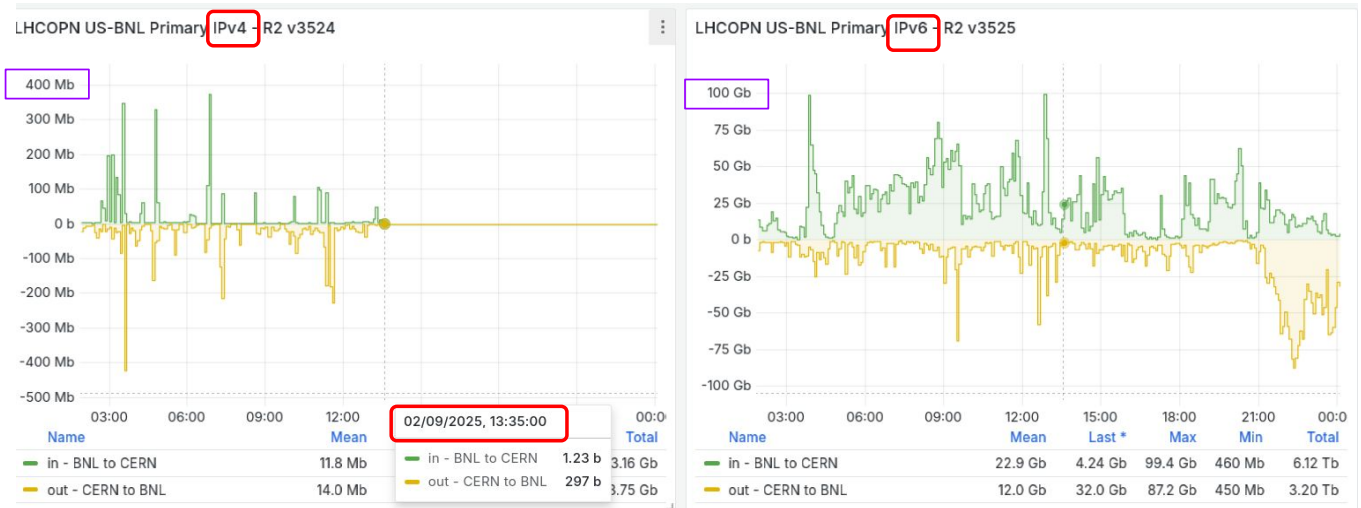 LHCOPN US-BNL Primary IPv4 - R2 v3524
400 Mb
300 Mb
200 Mb
100 Mb
0 b
-100 Mb
-200 Mb
-300 Mb
-400 Mb
-500 Mb
03:00 06:00 09:00 12:00 00:0
02/09/2025, 13:35:00
in - BNL to CERN 1.23 b
out - CERN to BNL 297 b
Name Mean Total
in - BNL to CERN 11.8 Mb 3.16 Gb
out - CERN to BNL 14.0 Mb 3.75 Gb
LHCOPN US-BNL Primary IPv6 - R2 v3525
100 Gb
75 Gb
50 Gb
25 Gb
0 b
-25 Gb
-50 Gb
-75 Gb
-100 Gb
03:00 06:00 09:00 12:00 15:00 18:00 21:00 00:0
Name Mean Last * Max Min Total
in - BNL to CERN 22.9 Gb 4.24 Gb 99.4 Gb 460 Mb 6.12 Tb
out - CERN to BNL 12.0 Gb 32.0 Gb 87.2 Gb 450 Mb 3.20 Tb